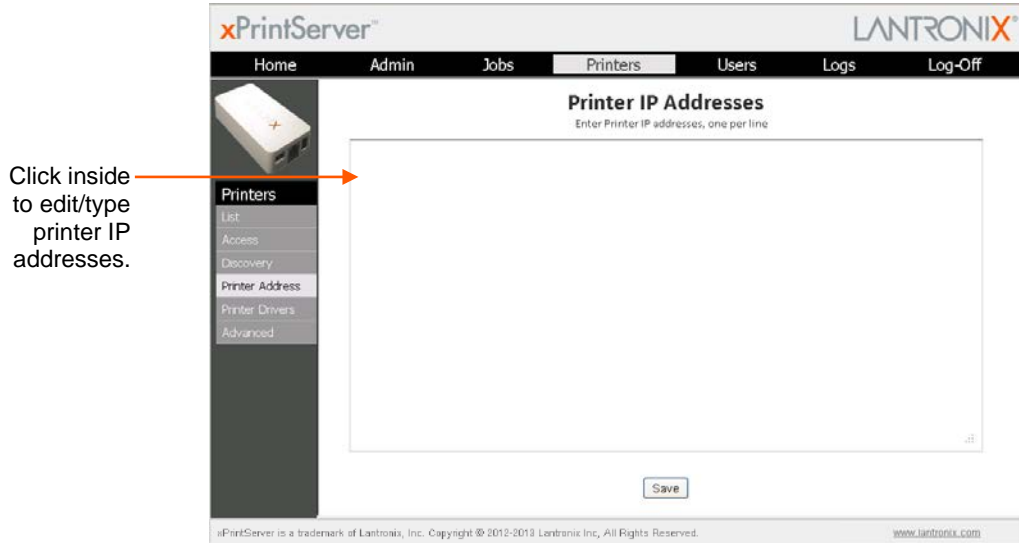 xPrintServer™
LANTRONIX®
Home Admin Jobs Printers Users Logs Log-Off
Printer IP Addresses
Enter Printer IP addresses, one per line
Click inside
to edit/type
printer IP
addresses.
Printers
List
Access
Discovery
Printer Address
Printer Drivers
Advanced
Save
xPrintServer is a trademark of Lantronix, Inc. Copyright © 2012-2013 Lantronix Inc, All Rights Reserved.
www.lantronix.com